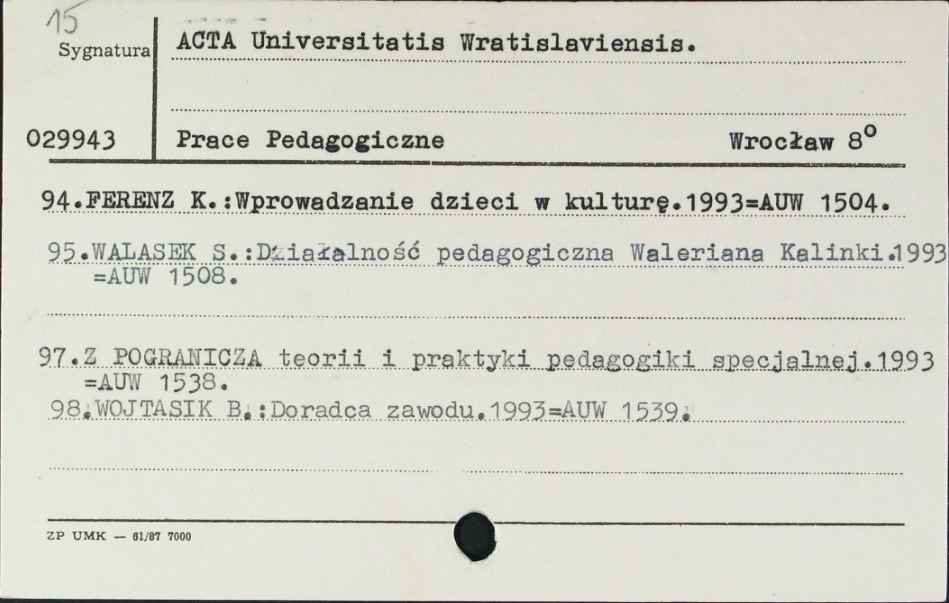 15
Sygnatura
ACTA Universitatis Wratislaviensis.
029943
Prace Pedagogiczne Wrocław 8°
94.FERENZ K.:Wprowadzanie dzieci w kulturę.1993=AUW 1504.
95.WALASEK S.:Działalność pedagogiczna Waleriana Kalinki.1993
=AUW 1508.
97.Z POGRANICZA teorii i praktyki pedagogiki specjalnej.1993
=AUW 1538.
98.WOJTASIK B.:Doradca zawodu.1993=AUW 1539.
ZP UMK — 61/87 7000